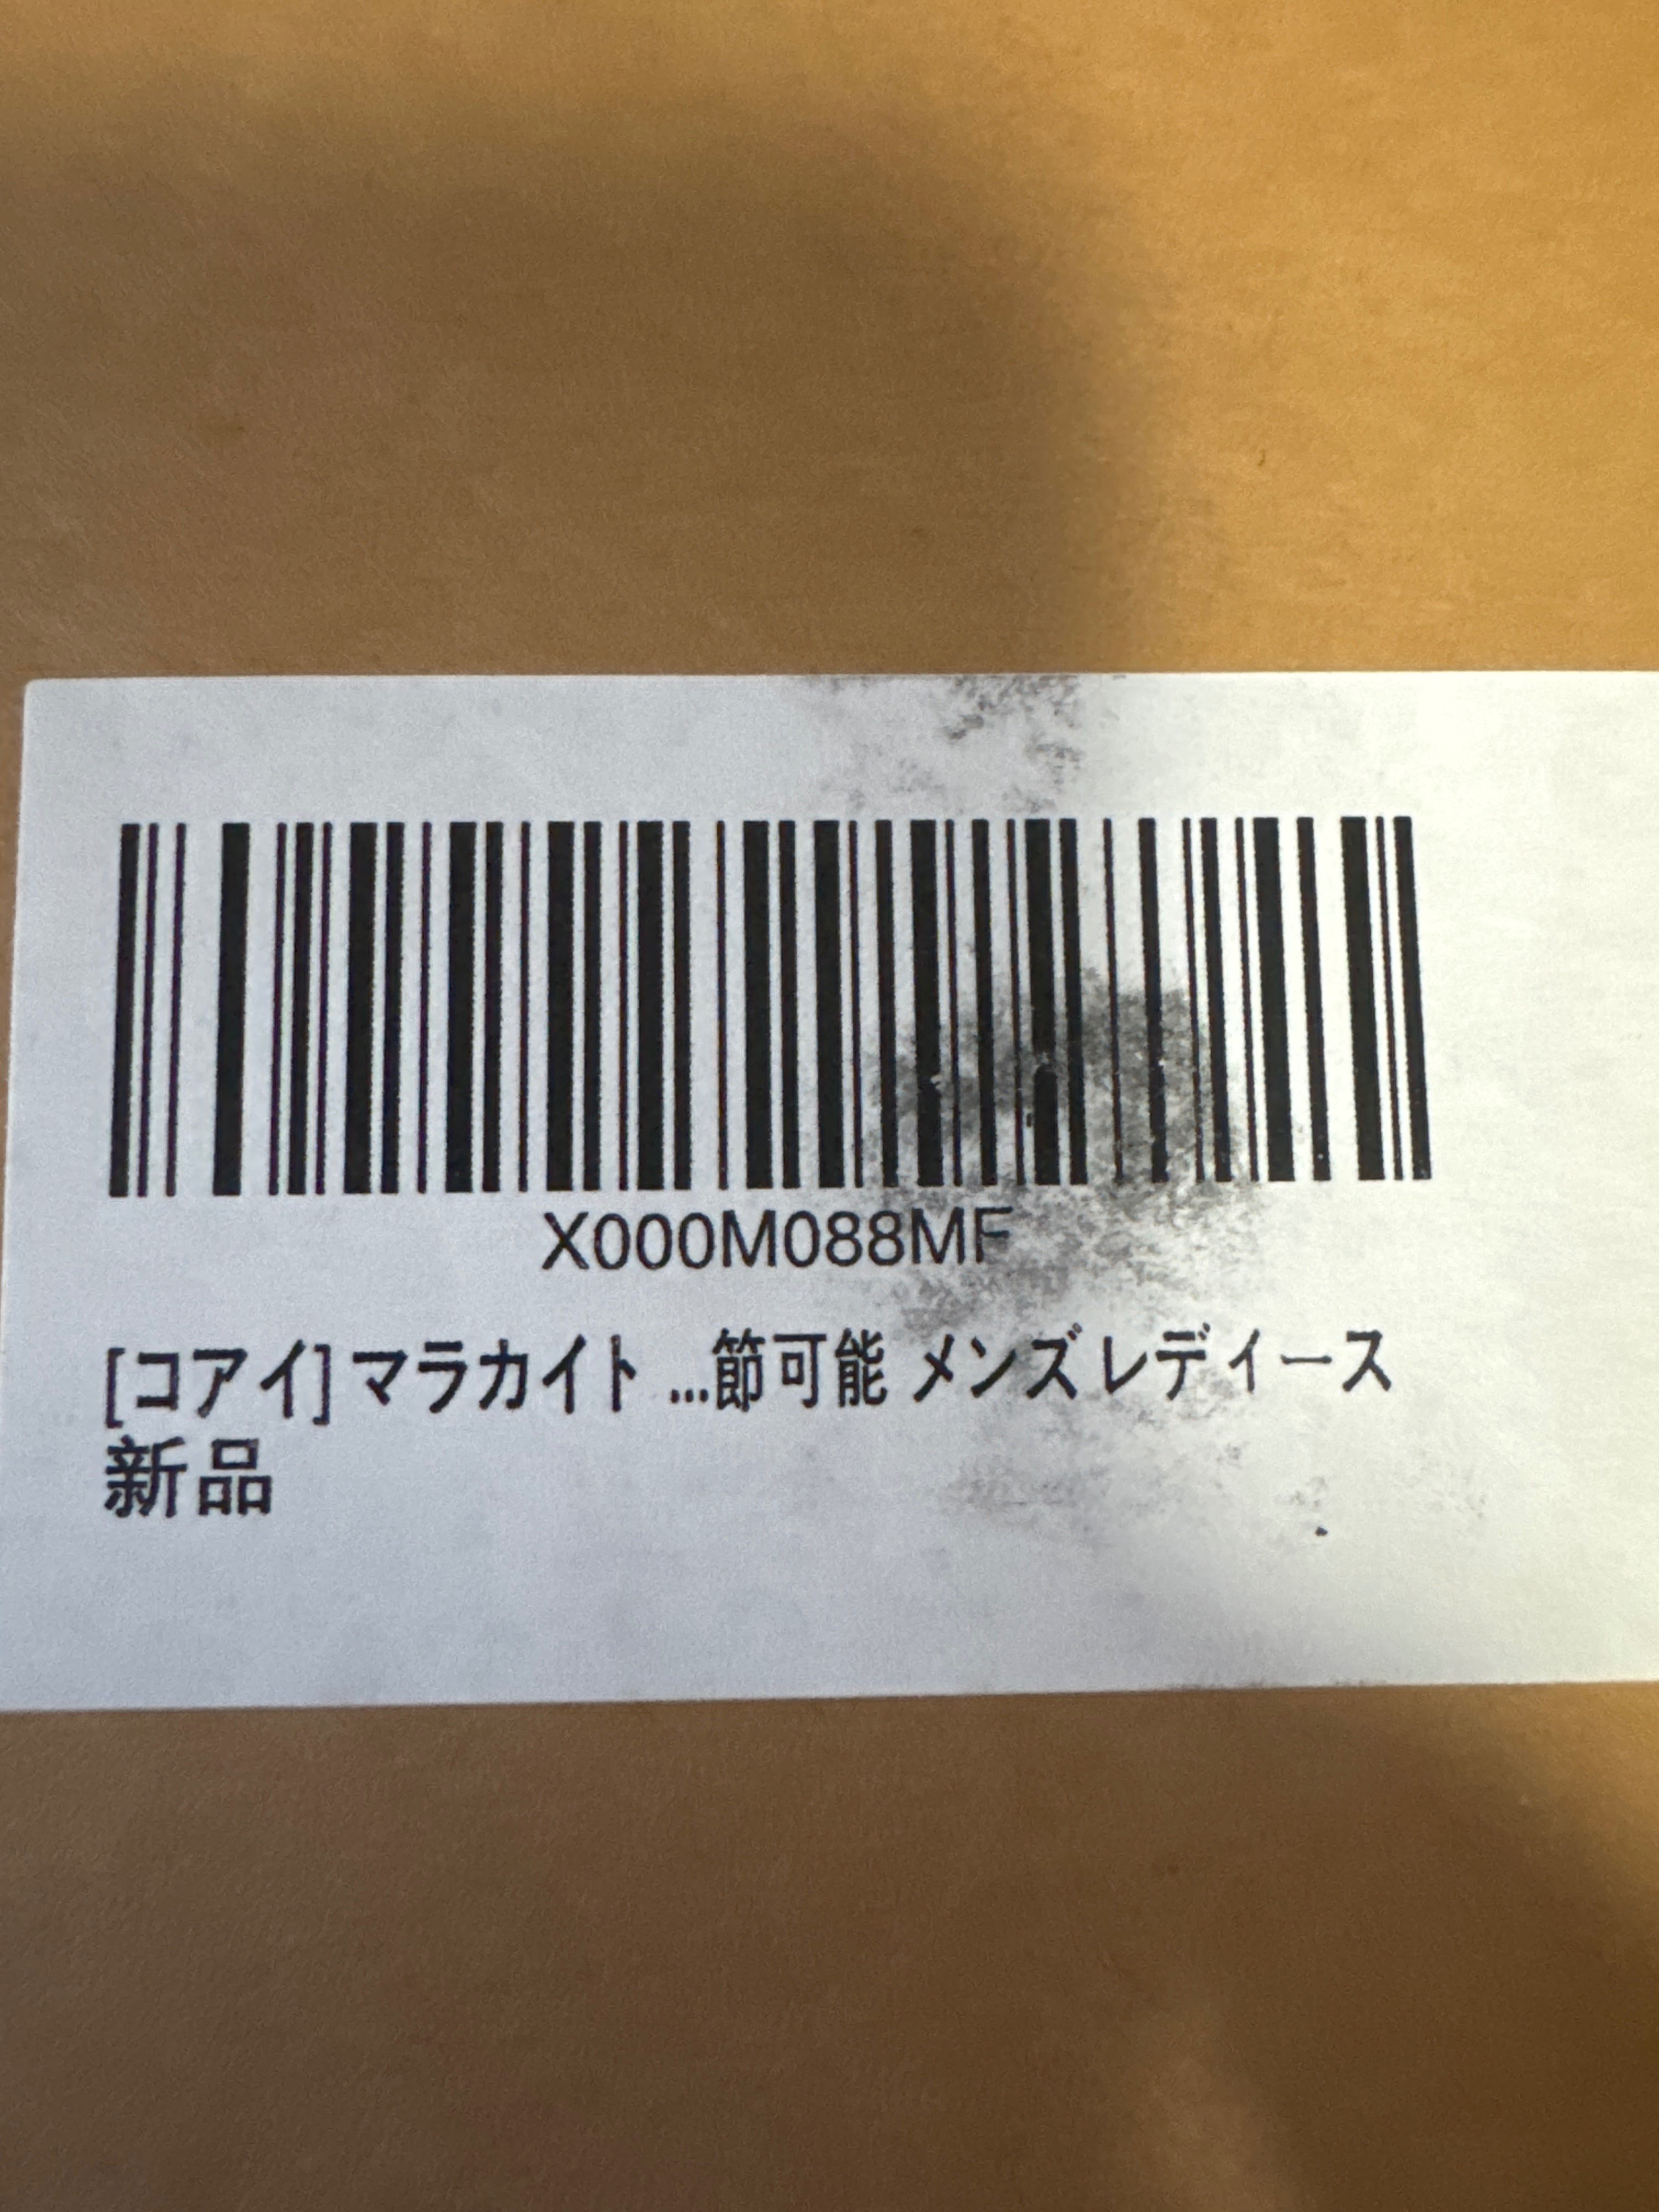 X000M088MF
[コアイ]マラカイト ...節可能 メンズレディース
新品